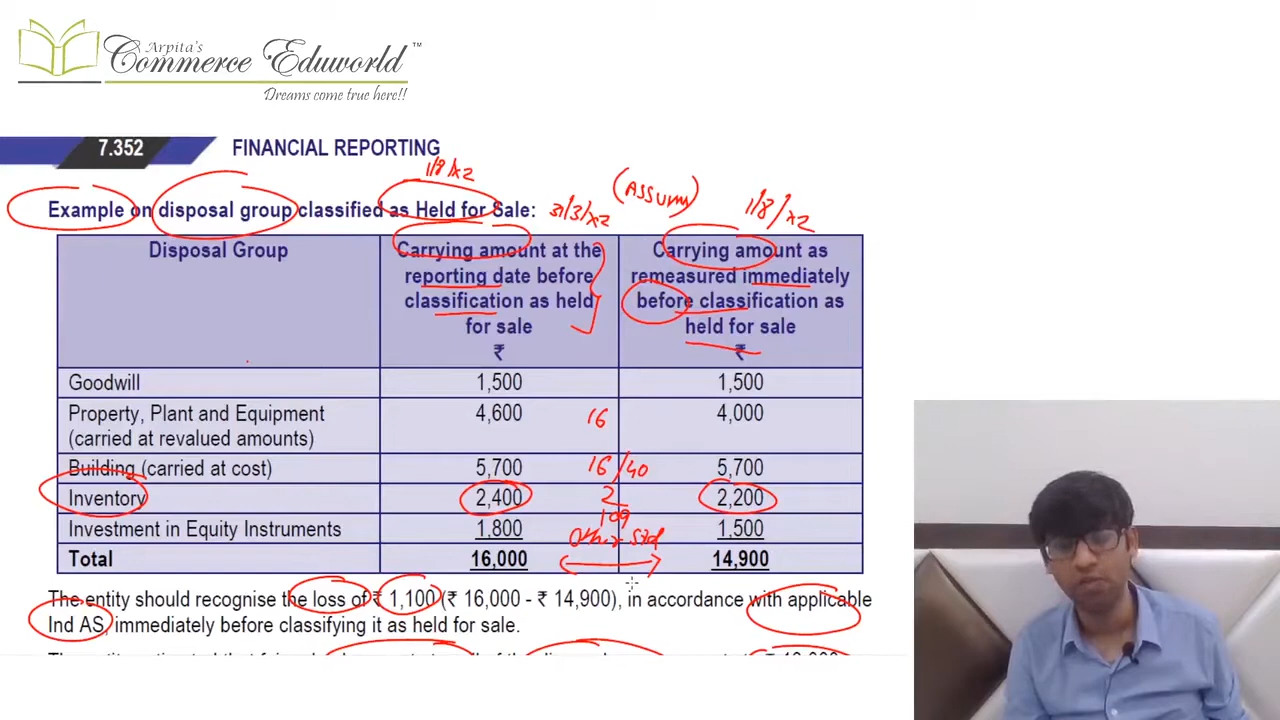 Arpita's
Commerce Eduworld™
Dreams come true here!!
7.352 FINANCIAL REPORTING
1/8/x2
Example on disposal group classified as Held for Sale:
31/3/x2
(Assum)
1/8/x2
Disposal Group
Carrying amount at the
reporting date before
classification as held
for sale
₹
Carrying amount as
remeasured immediately
before classification as
held for sale
₹
Goodwill 1,500 1,500
Property, Plant and Equipment 4,600 16 4,000
(carried at revalued amounts)
Building (carried at cost) 5,700 16/40 5,700
Inventory 2,400 2 2,200
Investment in Equity Instruments 1,800 109 1,500
Other Std
Total 16,000 14,900
The entity should recognise the loss of ₹ 1,100 (₹ 16,000 - ₹ 14,900), in accordance with applicable
Ind AS, immediately before classifying it as held for sale.